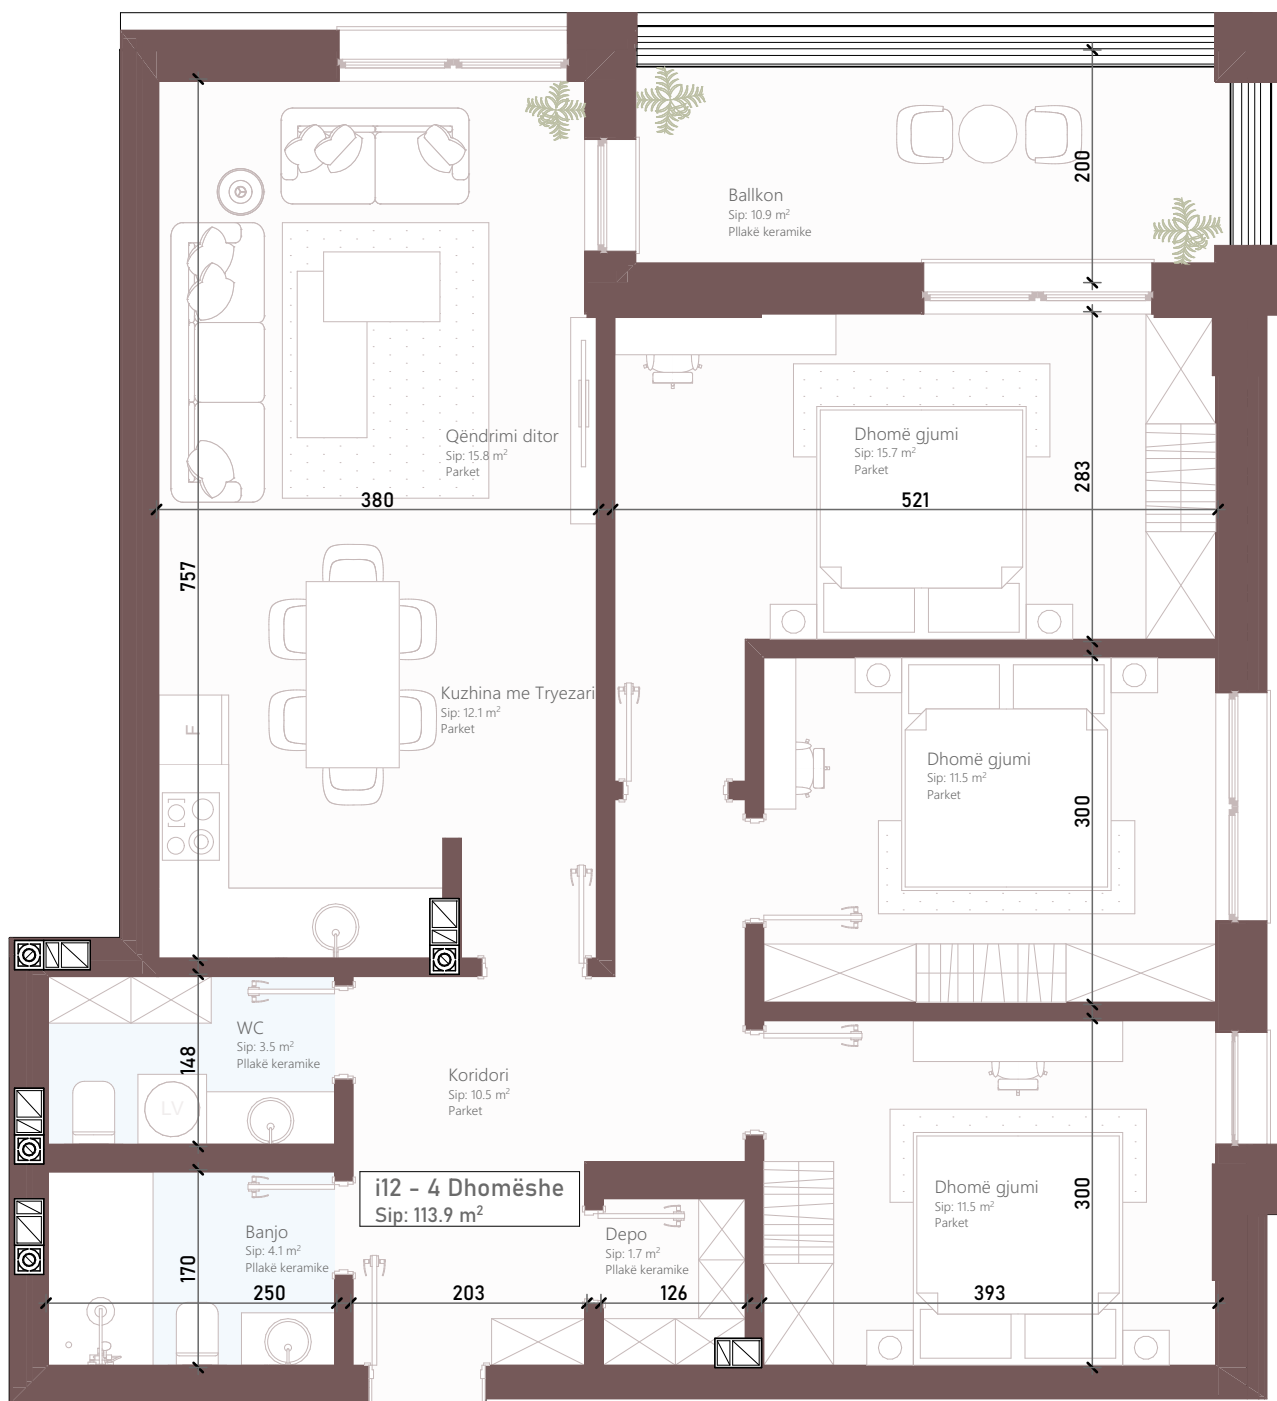 Ballkon
Sip: 10.9 m²
Pllakë keramike
200
Qëndrimi ditor
Sip: 15.8 m²
Parket
Dhomë gjumi
Sip: 15.7 m²
Parket
283
380
521
757
Kuzhina me Tryezari
Sip: 12.1 m²
Parket
F
Dhomë gjumi
Sip: 11.5 m²
Parket
300
WC
Sip: 3.5 m²
Pllakë keramike
148
LV
Koridori
Sip: 10.5 m²
Parket
i12 - 4 Dhomëshe
Sip: 113.9 m²
Dhomë gjumi
Sip: 11.5 m²
Parket
300
Banjo
Sip: 4.1 m²
Pllakë keramike
170
Depo
Sip: 1.7 m²
Pllakë keramike
250
203
126
393